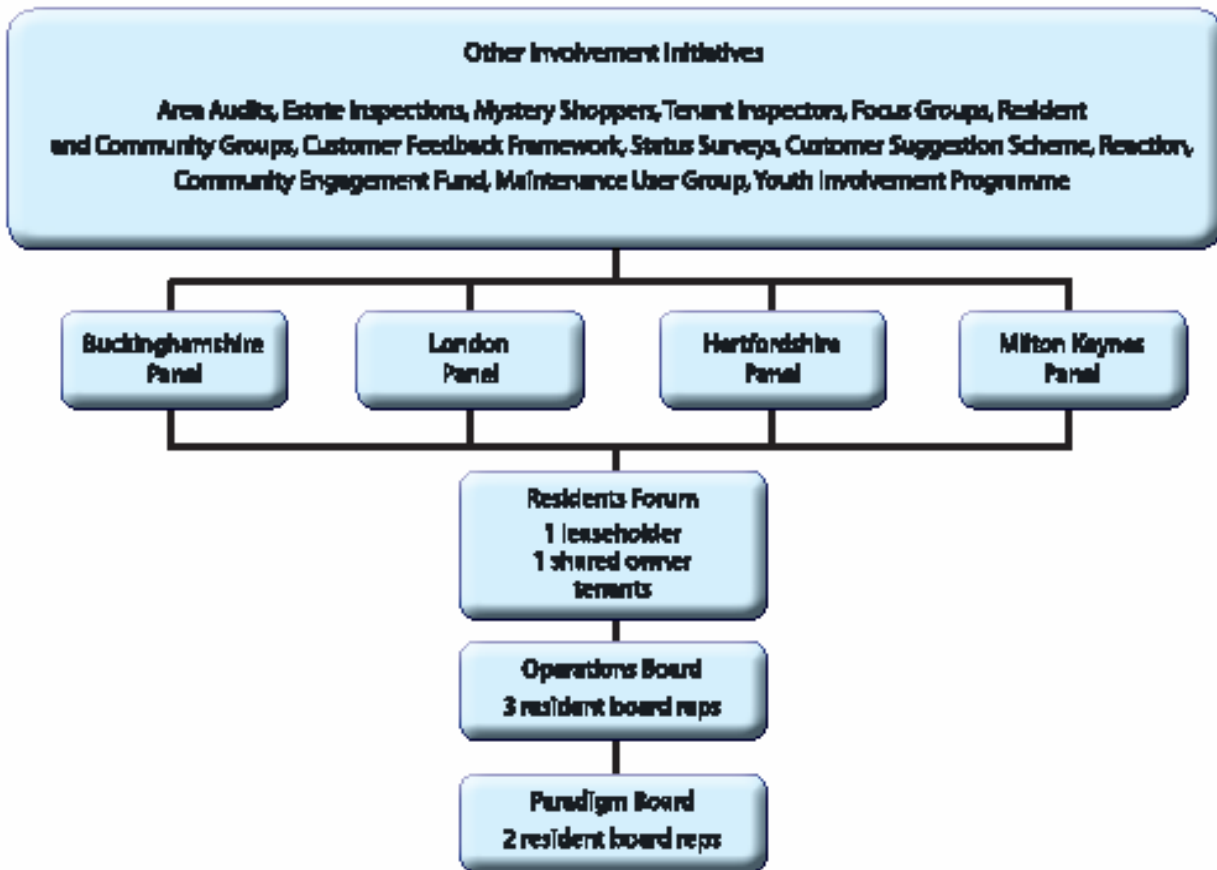 Other Involvement Initiatives
Area Audits, Estate Inspections, Mystery Shoppers, Tenant Inspectors, Focus Groups, Resident
and Community Groups, Customer Feedback Framework, Status Surveys, Customer Suggestion Scheme, Reaction,
Community Engagement Fund, Maintenance User Group, Youth Involvement Programme
Buckinghamshire
Panel
London
Panel
Hertfordshire
Panel
Milton Keynes
Panel
Residents Forum
1 leaseholder
1 shared owner
tenants
Operations Board
3 resident board reps
Paradigm Board
2 resident board reps